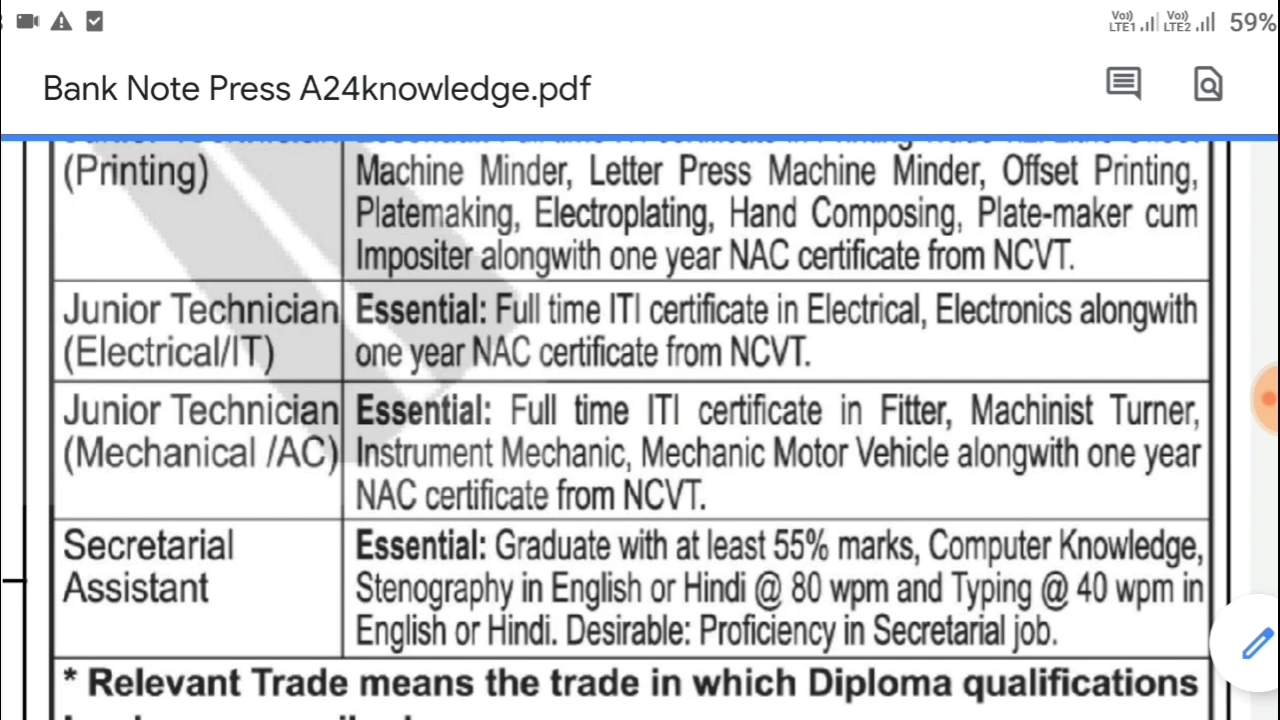 Vo)) LTE1 Vo)) LTE2 59%
Bank Note Press A24knowledge.pdf
(Printing)
Machine Minder, Letter Press Machine Minder, Offset Printing,
Platemaking, Electroplating, Hand Composing, Plate-maker cum
Impositer alongwith one year NAC certificate from NCVT.
Junior Technician
(Electrical/IT)
Essential: Full time ITI certificate in Electrical, Electronics alongwith
one year NAC certificate from NCVT.
Junior Technician
(Mechanical /AC)
Essential: Full time ITI certificate in Fitter, Machinist Turner,
Instrument Mechanic, Mechanic Motor Vehicle alongwith one year
NAC certificate from NCVT.
Secretarial
Assistant
Essential: Graduate with at least 55% marks, Computer Knowledge,
Stenography in English or Hindi @ 80 wpm and Typing @ 40 wpm in
English or Hindi. Desirable: Proficiency in Secretarial job.
* Relevant Trade means the trade in which Diploma qualifications